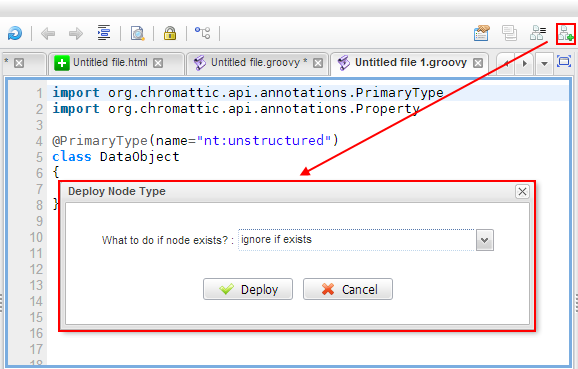 * Untitled file.html Untitled file.groovy * Untitled file 1.groovy
1 import org.chromattic.api.annotations.PrimaryType
2 import org.chromattic.api.annotations.Property
3
4 @PrimaryType(name="nt:unstructured")
5 class DataObject
6 {
7
8 }
Deploy Node Type
9
10
What to do if node exists? : ignore if exists
11
12
Deploy Cancel
13
14
15
16
17
18